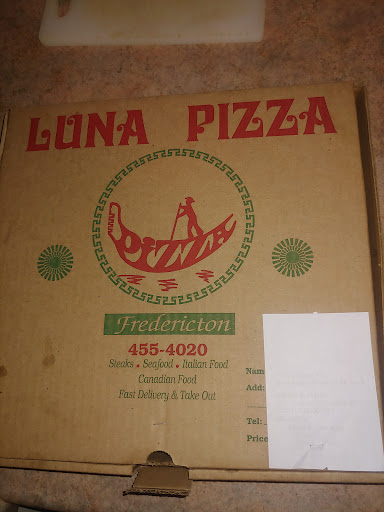 LUNA PIZZA
PIZZA
Fredericton
455-4020
Steaks • Seafood • Italian Food
Canadian Food
Fast Delivery & Take Out
Nam
Add:
Tel:
Price